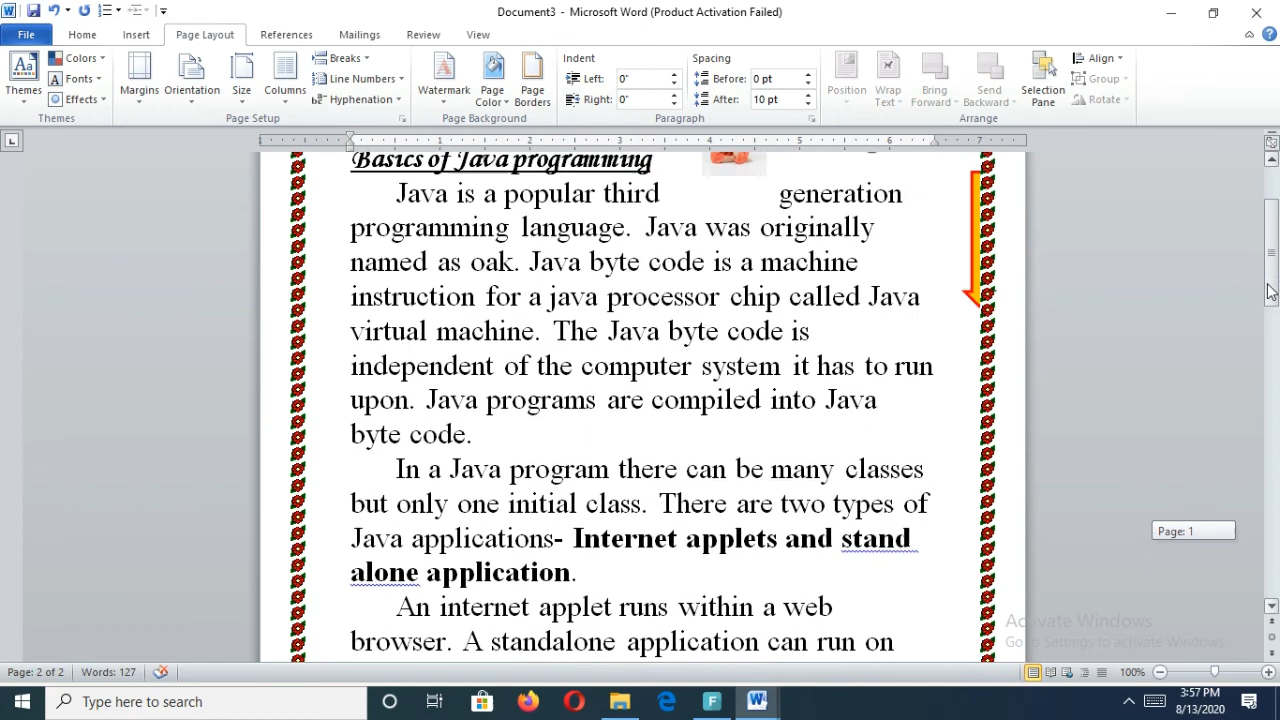 Document3 - Microsoft Word (Product Activation Failed)
File Home Insert Page Layout References Mailings Review View
Themes
Colors
Fonts
Effects
Themes
Margins
Orientation
Size
Columns
Breaks
Line Numbers
Hyphenation
Page Setup
Watermark
Page Color
Page Borders
Page Background
Indent
Left: 0"
Right: 0"
Spacing
Before: 0 pt
After: 10 pt
Paragraph
Position
Wrap Text
Bring Forward
Send Backward
Selection Pane
Align
Group
Rotate
Arrange
1 2 3 4 5 6 7
Basics of Java programming
Java is a popular third generation
programming language. Java was originally
named as oak. Java byte code is a machine
instruction for a java processor chip called Java
virtual machine. The Java byte code is
independent of the computer system it has to run
upon. Java programs are compiled into Java
byte code.
In a Java program there can be many classes
but only one initial class. There are two types of
Java applications- Internet applets and stand
alone application.
An internet applet runs within a web
browser. A standalone application can run on
Page: 1
Activate Windows
Go to Settings to activate Windows.
Page: 2 of 2 Words: 127 100%
Type here to search
3:57 PM
8/13/2020